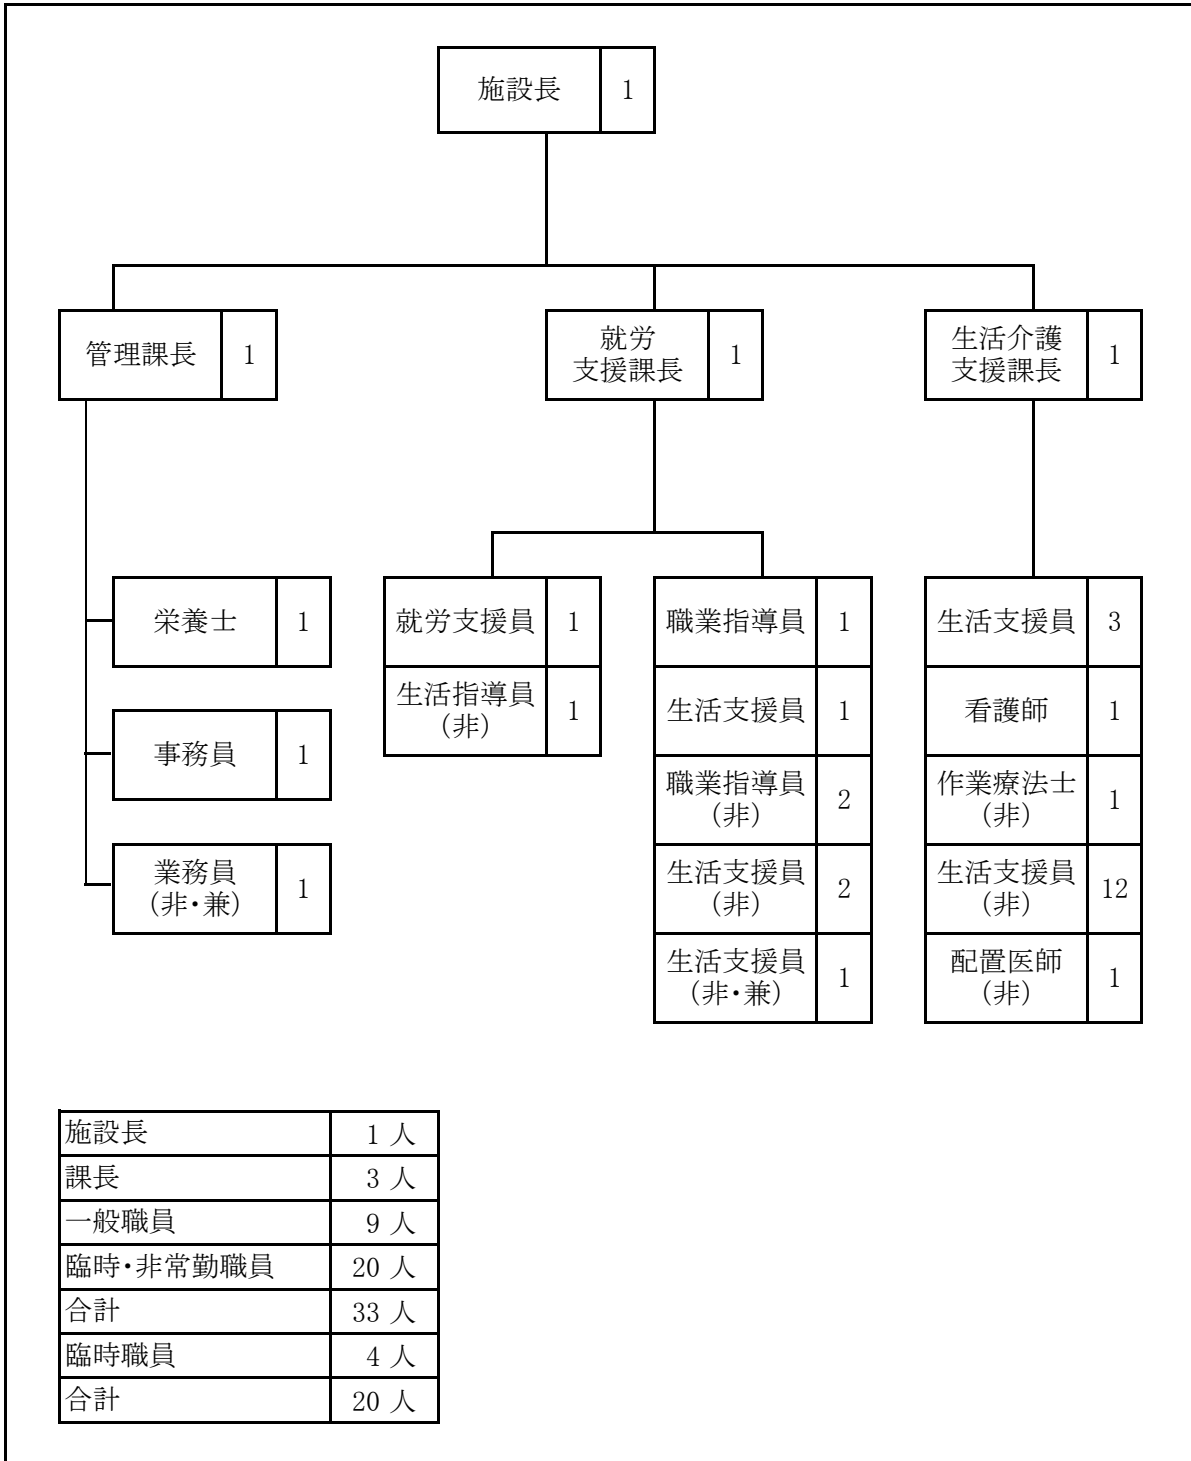 施設長 1
管理課長 1
就労
支援課長 1
生活介護
支援課長 1
栄養士 1
事務員 1
業務員
(非・兼) 1
就労支援員 1
生活指導員
(非) 1
職業指導員 1
生活支援員 1
職業指導員
(非) 2
生活支援員
(非) 2
生活支援員
(非・兼) 1
生活支援員 3
看護師 1
作業療法士
(非) 1
生活支援員
(非) 12
配置医師
(非) 1
施設長 1 人
課長 3 人
一般職員 9 人
臨時・非常勤職員 20 人
合計 33 人
臨時職員 4 人
合計 20 人